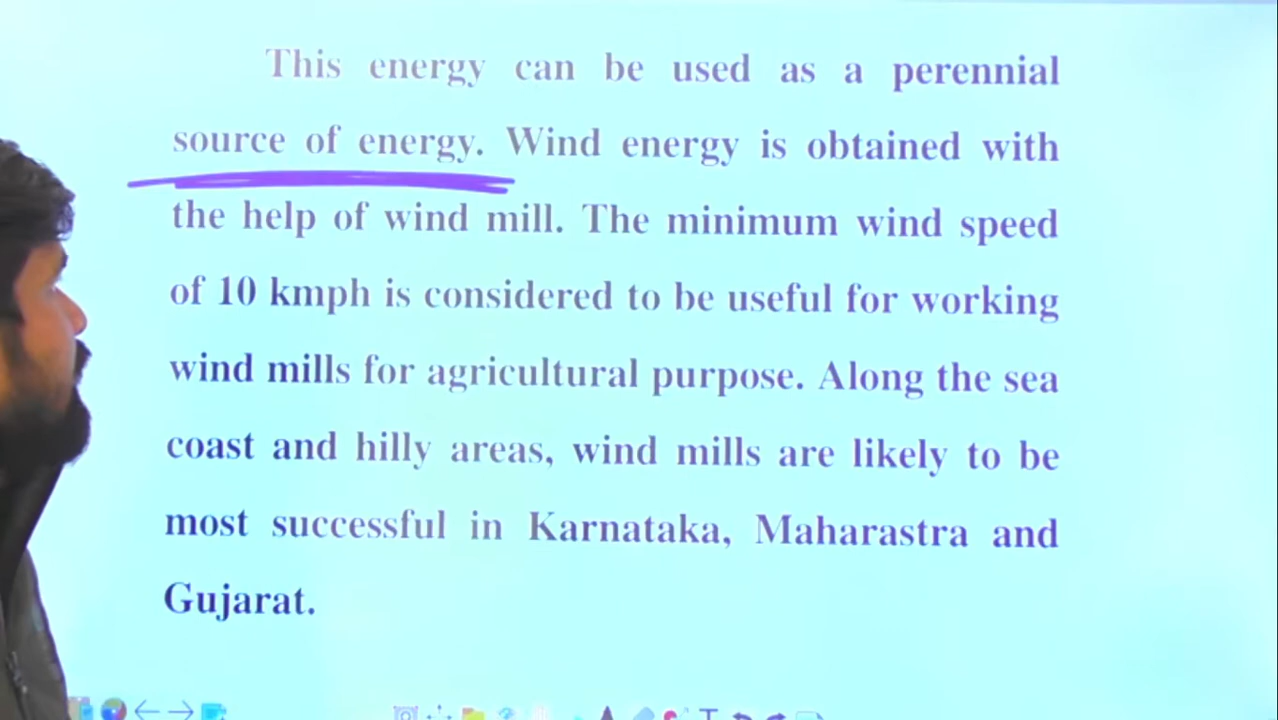 This energy can be used as a perennial
source of energy. Wind energy is obtained with
the help of wind mill. The minimum wind speed
of 10 kmph is considered to be useful for working
wind mills for agricultural purpose. Along the sea
coast and hilly areas, wind mills are likely to be
most successful in Karnataka, Maharastra and
Gujarat.